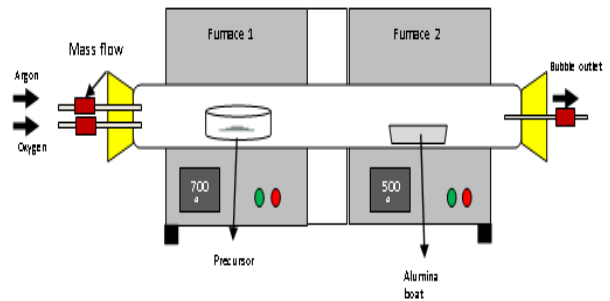 Furnace 1
Furnace 2
Mass flow
Bubble outlet
Argon
Oxygen
700
500
Precursor
Alumina
boat